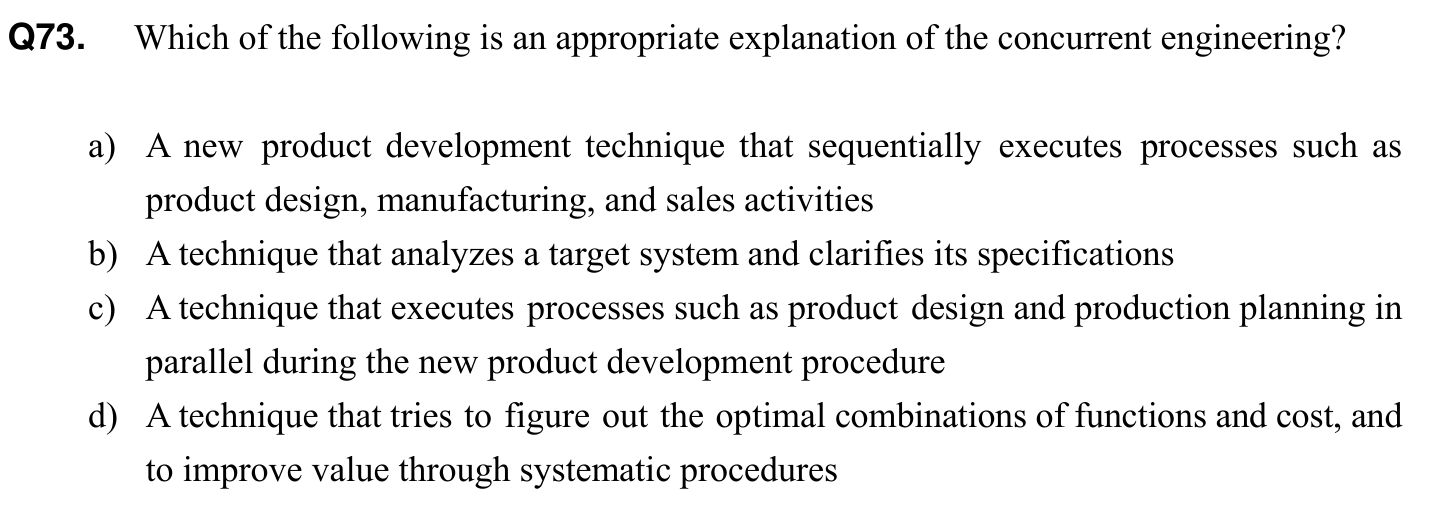 Q73. Which of the following is an appropriate explanation of the concurrent engineering?
a) A new product development technique that sequentially executes processes such as
product design, manufacturing, and sales activities
b) A technique that analyzes a target system and clarifies its specifications
c) A technique that executes processes such as product design and production planning in
parallel during the new product development procedure
d) A technique that tries to figure out the optimal combinations of functions and cost, and
to improve value through systematic procedures